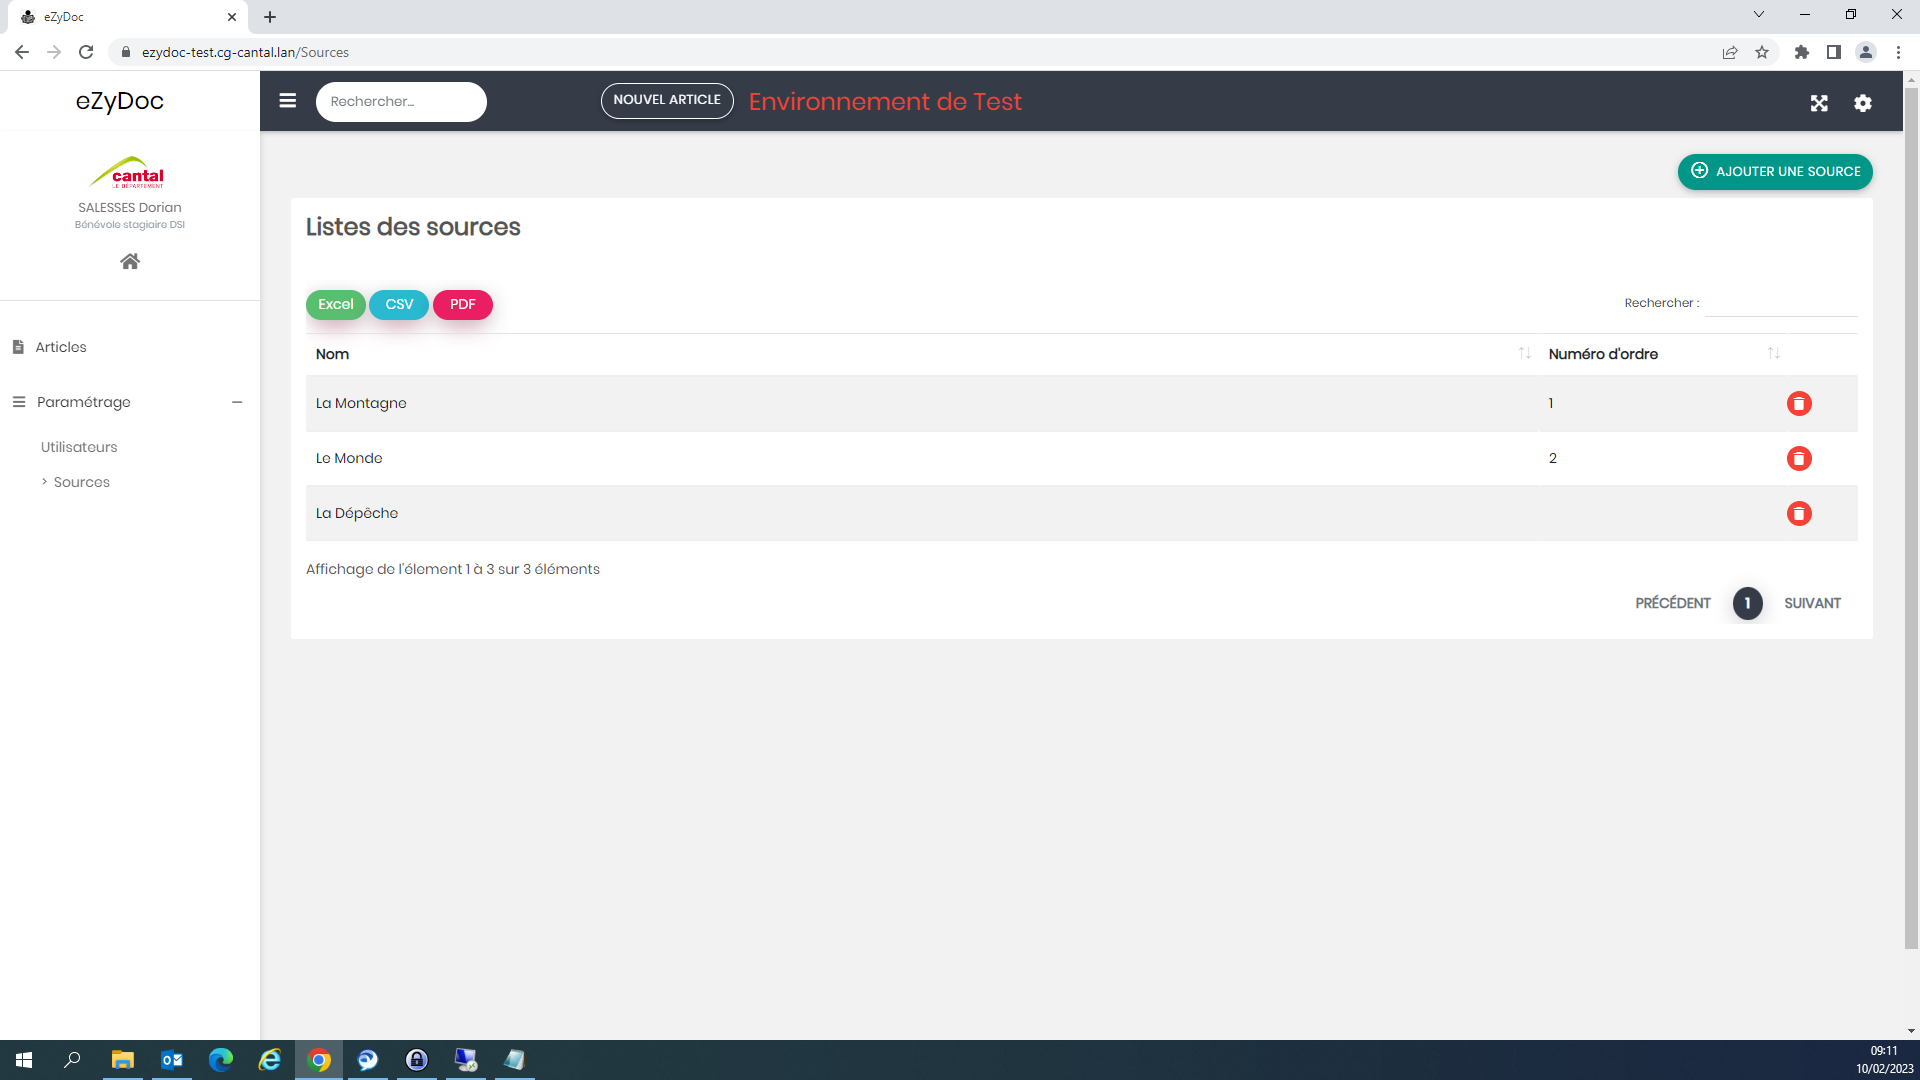 eZyDoc
ezydoc-test.cg-cantal.lan/Sources
eZyDoc
Rechercher...
NOUVEL ARTICLE
Environnement de Test
cantal
LE DÉPARTEMENT
SALESSES Dorian
Bénévole stagiaire DSI
AJOUTER UNE SOURCE
Listes des sources
Excel
CSV
PDF
Rechercher :
Articles
Paramétrage
Utilisateurs
Sources
Nom
Numéro d'ordre
La Montagne
1
Le Monde
2
La Dépêche
Affichage de l'élement 1 à 3 sur 3 éléments
PRÉCÉDENT
1
SUIVANT
09:11
10/02/2023